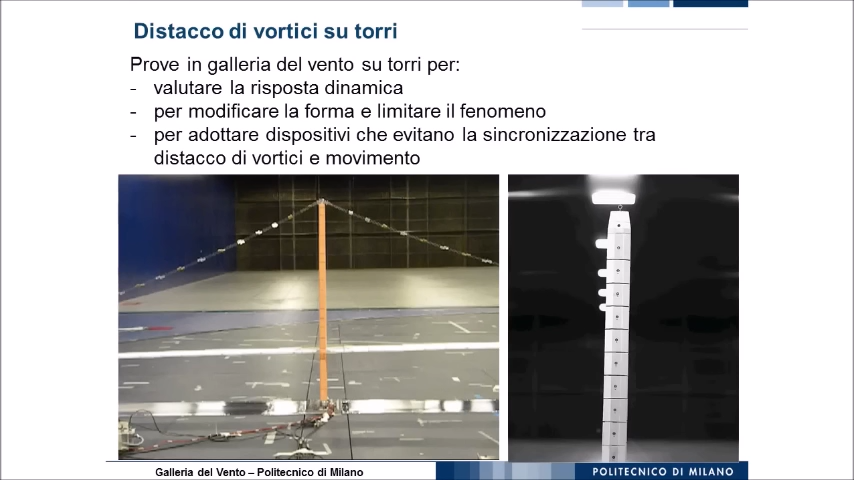 Distacco di vortici su torri
Prove in galleria del vento su torri per:
- valutare la risposta dinamica
- per modificare la forma e limitare il fenomeno
- per adottare dispositivi che evitano la sincronizzazione tra
distacco di vortici e movimento
Galleria del Vento – Politecnico di Milano
POLITECNICO DI MILANO